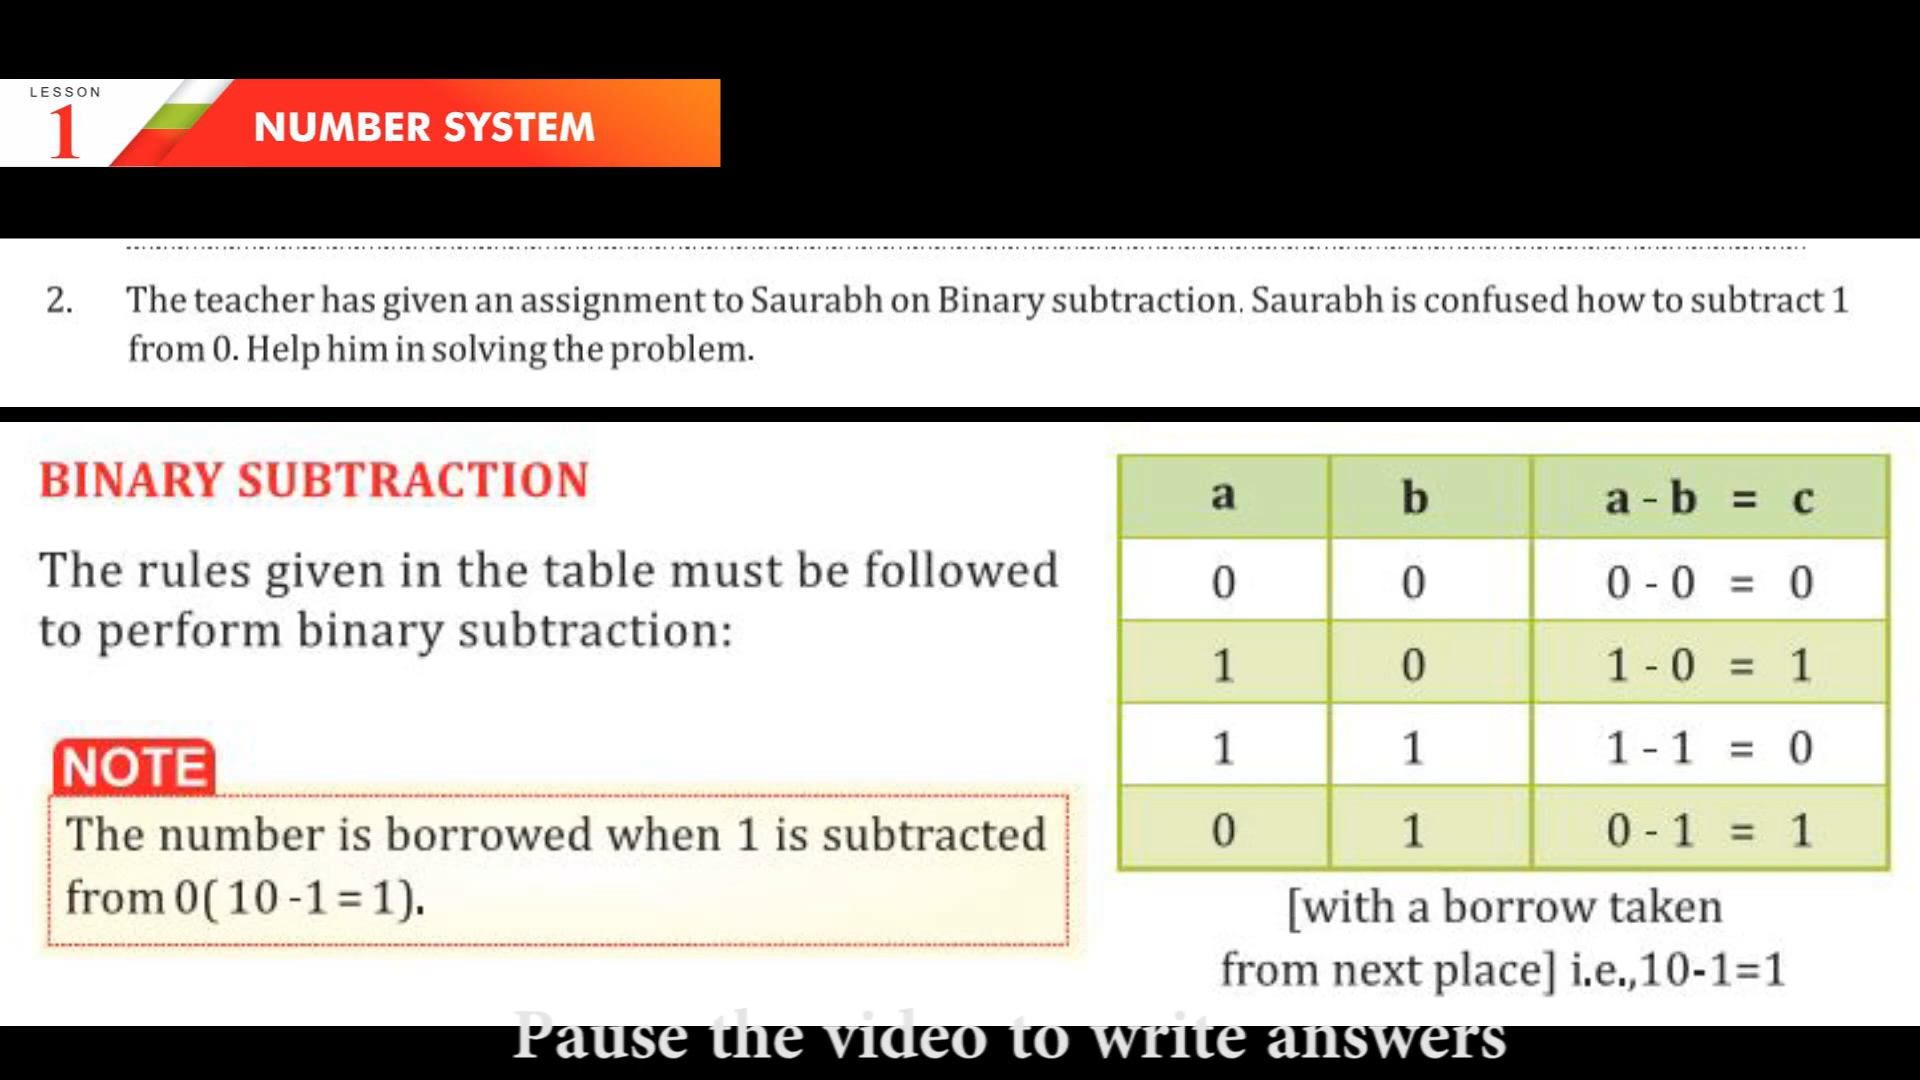 LESSON
1
NUMBER SYSTEM
2. The teacher has given an assignment to Saurabh on Binary subtraction. Saurabh is confused how to subtract 1
from 0. Help him in solving the problem.
BINARY SUBTRACTION
The rules given in the table must be followed
to perform binary subtraction:
NOTE
The number is borrowed when 1 is subtracted
from 0( 10 -1 = 1).
a b a - b = c
0 0 0 - 0 = 0
1 0 1 - 0 = 1
1 1 1 - 1 = 0
0 1 0 - 1 = 1
[with a borrow taken
from next place] i.e.,10-1=1
Pause the video to write answers